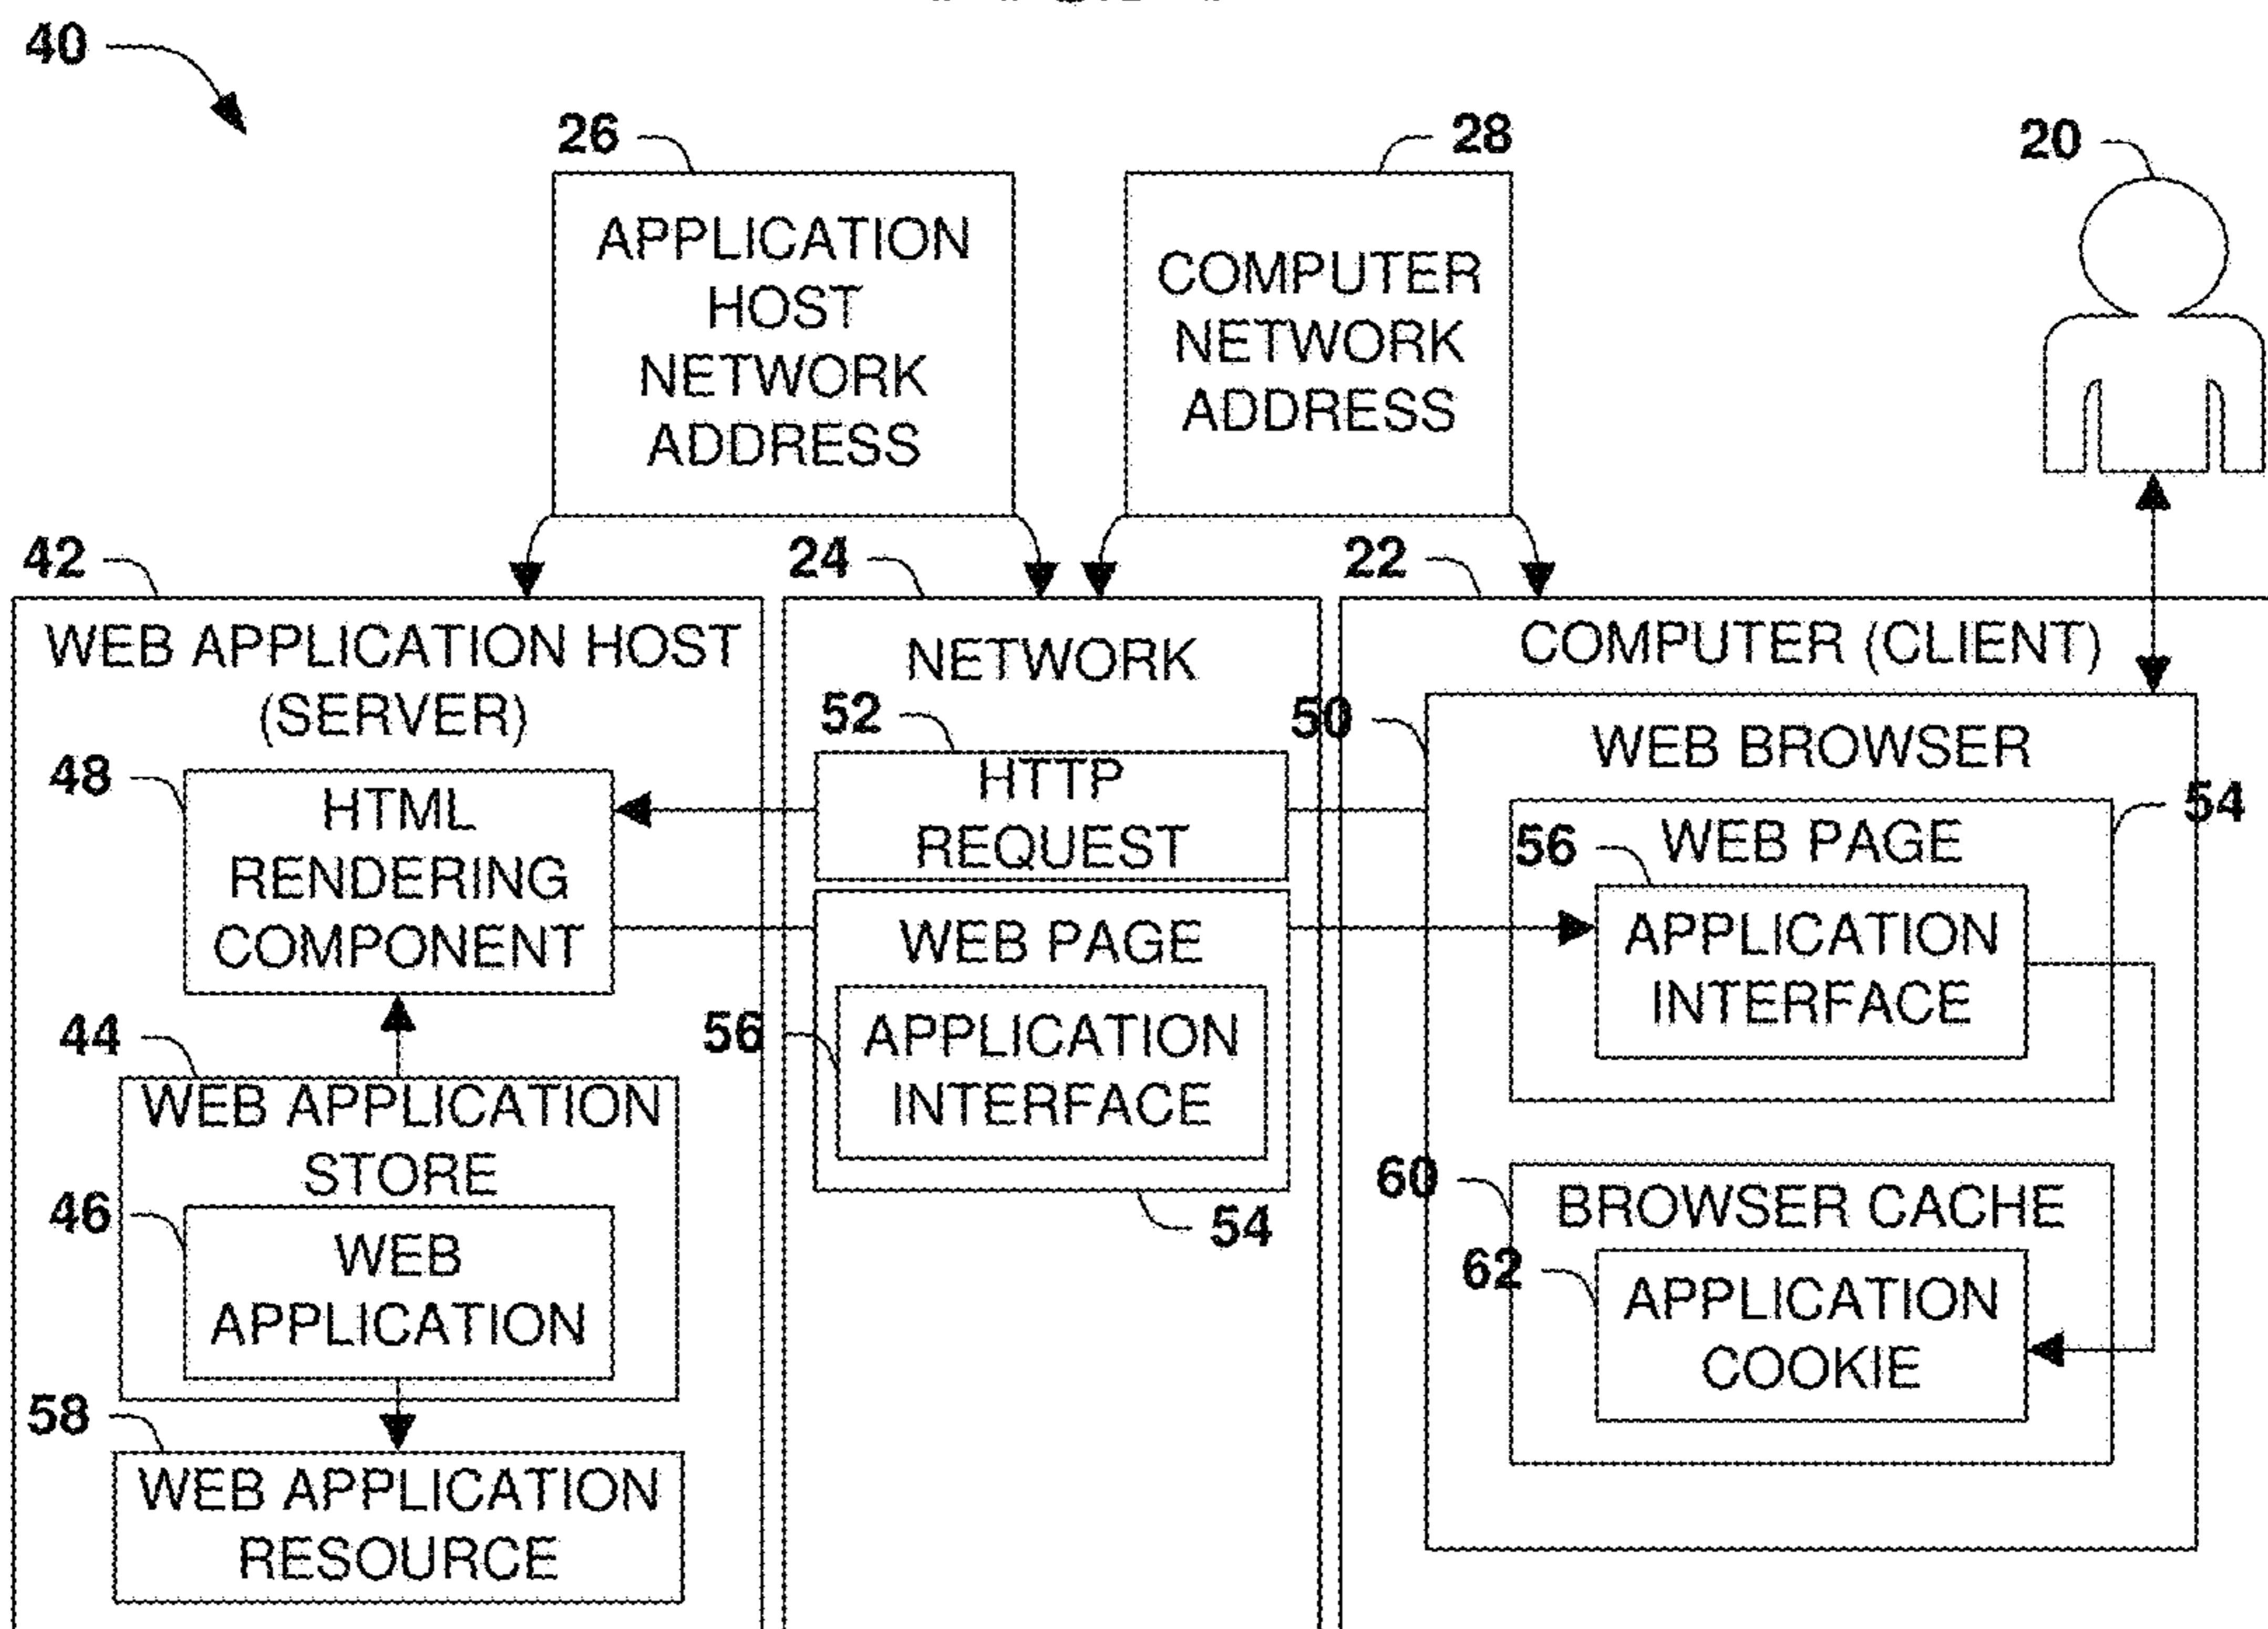 40
26
28
20
APPLICATION
HOST
NETWORK
ADDRESS
COMPUTER
NETWORK
ADDRESS
42
24
22
WEB APPLICATION HOST
(SERVER)
NETWORK
COMPUTER (CLIENT)
48
HTML
RENDERING
COMPONENT
44
WEB APPLICATION
STORE
46
WEB
APPLICATION
58
WEB APPLICATION
RESOURCE
52
HTTP
REQUEST
WEB PAGE
56
APPLICATION
INTERFACE
54
50
WEB BROWSER
54
WEB PAGE
56
APPLICATION
INTERFACE
60
BROWSER CACHE
62
APPLICATION
COOKIE